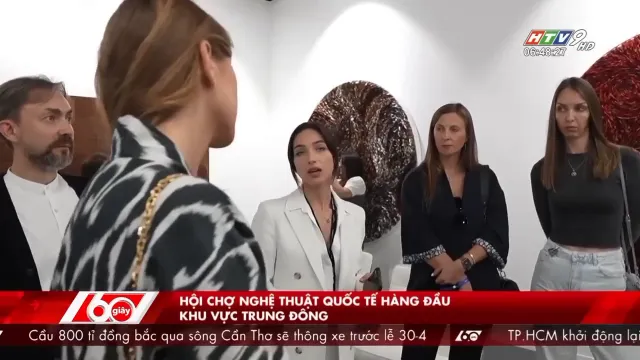 HTV9 HD
06:48:27
60 giây
HỘI CHỢ NGHỆ THUẬT QUỐC TẾ HÀNG ĐẦU
KHU VỰC TRUNG ĐÔNG
Cầu 800 tỉ đồng bắc qua sông Cần Thơ sẽ thông xe trước lễ 30-4 60 TP.HCM khởi động lại